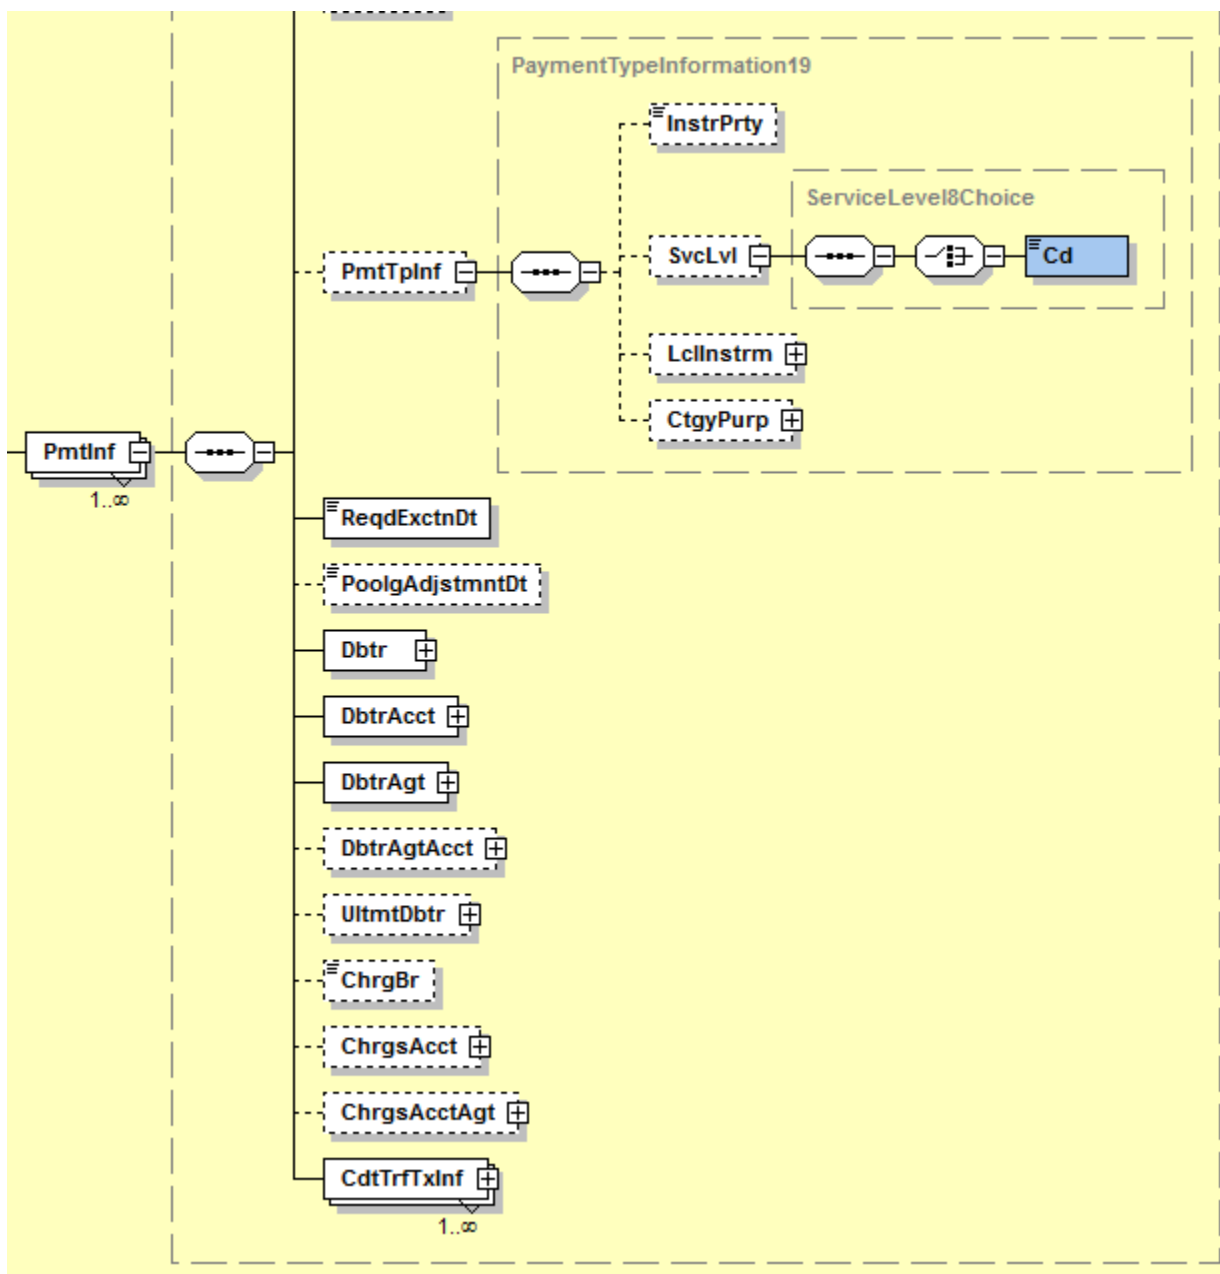 PaymentTypeInformation19
InstrPrty
ServiceLevel8Choice
PmtTpInf
SvcLvl
Cd
LclInstrm
CtgyPurp
PmtInf
1..∞
ReqdExctnDt
PoolgAdjstmntDt
Dbtr
DbtrAcct
DbtrAgt
DbtrAgtAcct
UltmtDbtr
ChrgBr
ChrgsAcct
ChrgsAcctAgt
CdtTrfTxInf
1..∞